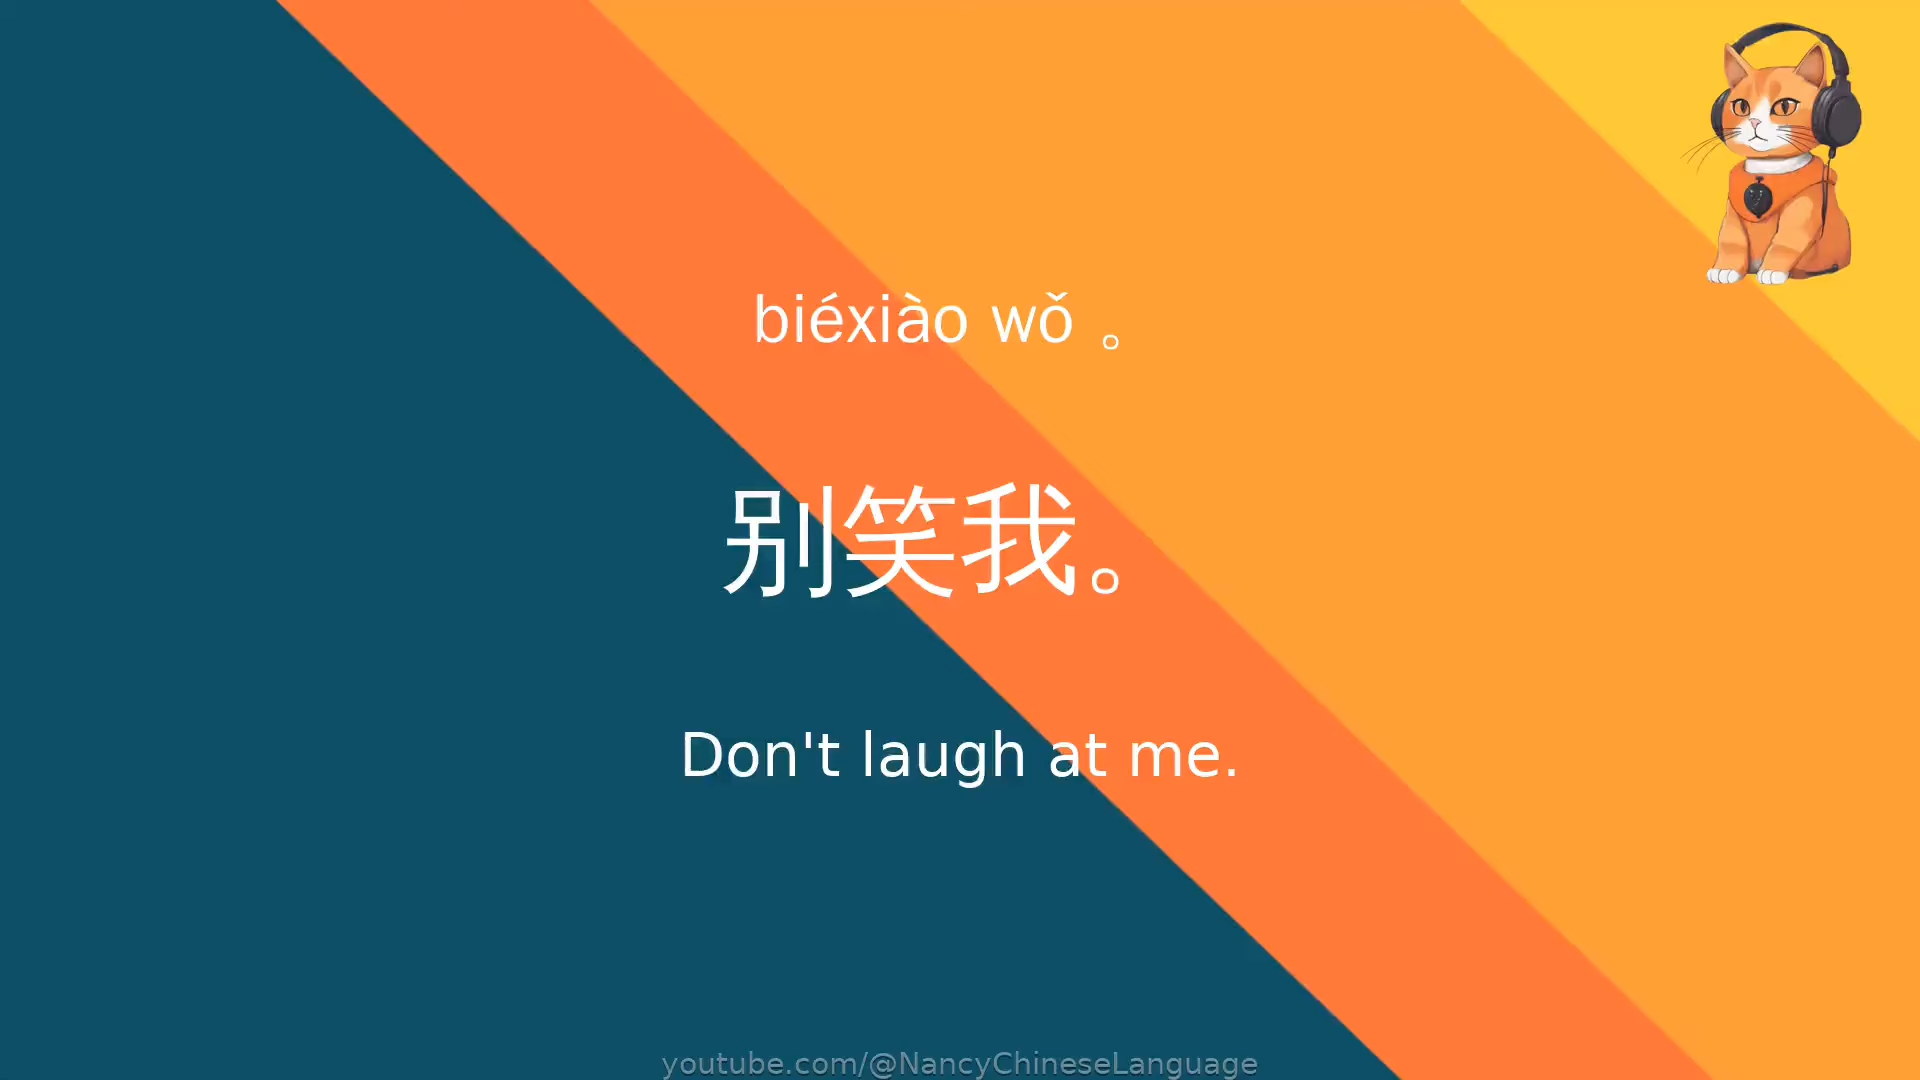 biéxiào wǒ 。
别笑我。
Don't laugh at me.
youtube.com/@NancyChineseLanguage